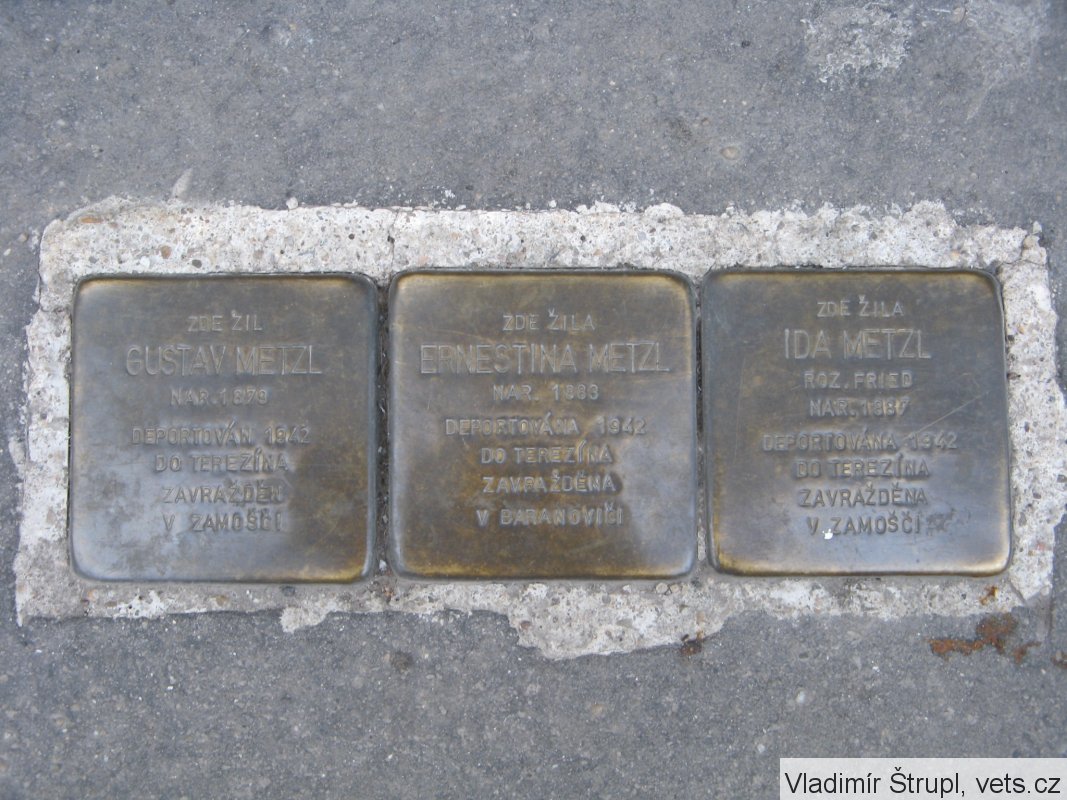 ZDE ŽIL
GUSTAV METZL
NAR. 1879
DEPORTOVÁN 1942
DO TEREZÍNA
ZAVRAŽDĚN
V ZAMOŠČI
ZDE ŽILA
ERNESTINA METZL
NAR. 1883
DEPORTOVÁNA 1942
DO TEREZÍNA
ZAVRAŽDĚNA
V BARANOVIČI
ZDE ŽILA
IDA METZL
ROZ. FRIED
NAR. 1887
DEPORTOVÁNA 1942
DO TEREZÍNA
ZAVRAŽDĚNA
V ZAMOŠČI
Vladimír Štrupl, vets.cz